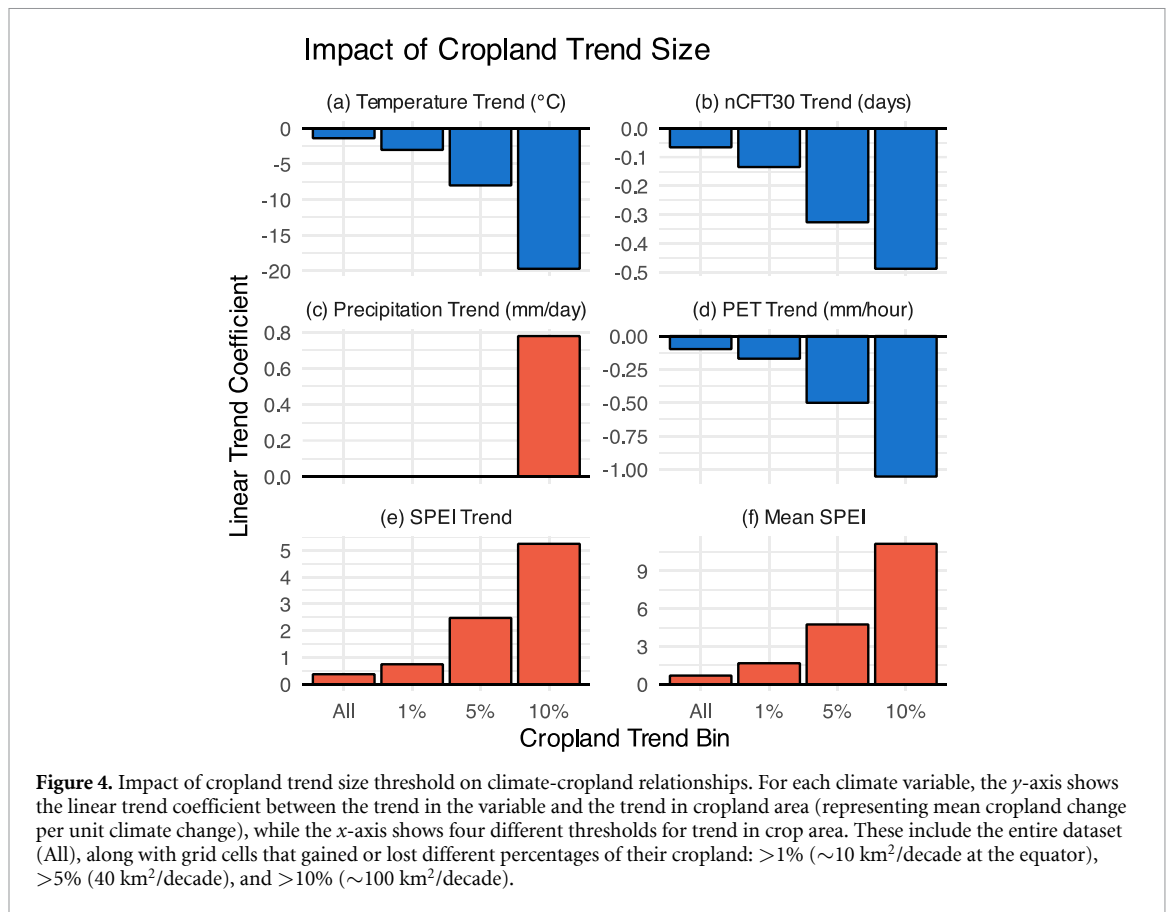 Impact of Cropland Trend Size
(a) Temperature Trend (°C)
0
-5
-10
-15
-20
(b) nCFT30 Trend (days)
0.0
-0.1
-0.2
-0.3
-0.4
-0.5
Linear Trend Coefficient
(c) Precipitation Trend (mm/day)
0.8
0.6
0.4
0.2
0.0
(d) PET Trend (mm/hour)
0.00
-0.25
-0.50
-0.75
-1.00
(e) SPEI Trend
5
4
3
2
1
0
All 1% 5% 10%
(f) Mean SPEI
9
6
3
0
All 1% 5% 10%
Cropland Trend Bin
Figure 4. Impact of cropland trend size threshold on climate-cropland relationships. For each climate variable, the y-axis shows
the linear trend coefficient between the trend in the variable and the trend in cropland area (representing mean cropland change
per unit climate change), while the x-axis shows four different thresholds for trend in crop area. These include the entire dataset
(All), along with grid cells that gained or lost different percentages of their cropland: >1% (∼10 km²/decade at the equator),
>5% (40 km²/decade), and >10% (∼100 km²/decade).